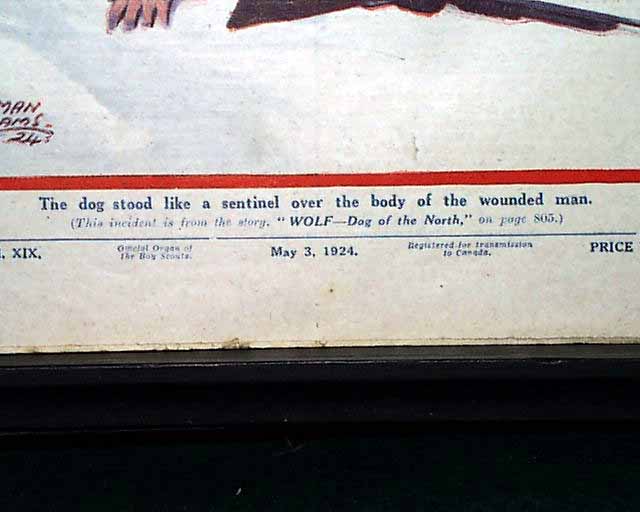 MAN
AMS.
24
The dog stood like a sentinel over the body of the wounded man.
(This incident is from the story, "WOLF—Dog of the North," on page 805.)
. XIX.
Official Organ of
the Boy Scouts.
May 3, 1924.
Registered for transmission
to Canada.
PRICE